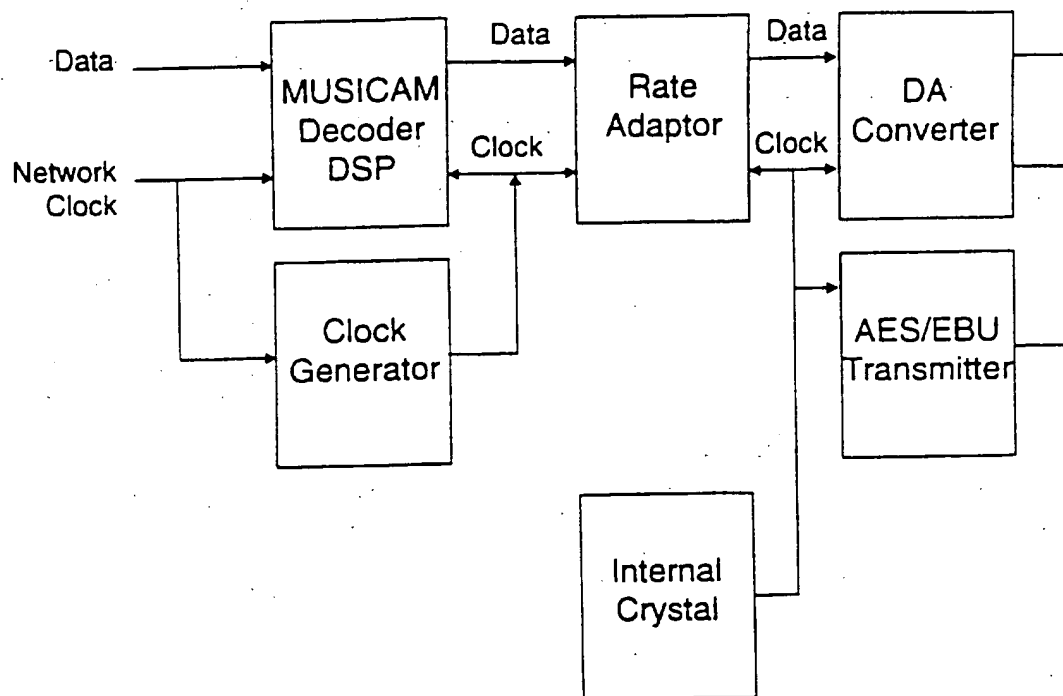 Data
MUSICAM
Decoder
DSP
Data
Rate
Adaptor
Data
DA
Converter
Network
Clock
Clock
Clock
Clock
Generator
AES/EBU
Transmitter
Internal
Crystal